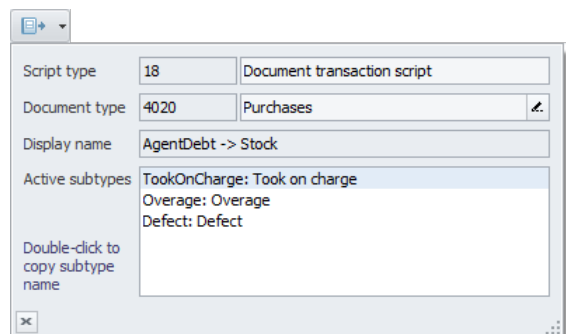 Script type 18 Document transaction script
Document type 4020 Purchases
Display name AgentDebt -> Stock
Active subtypes TookOnCharge: Took on charge
Overage: Overage
Defect: Defect
Double-click to
copy subtype
name